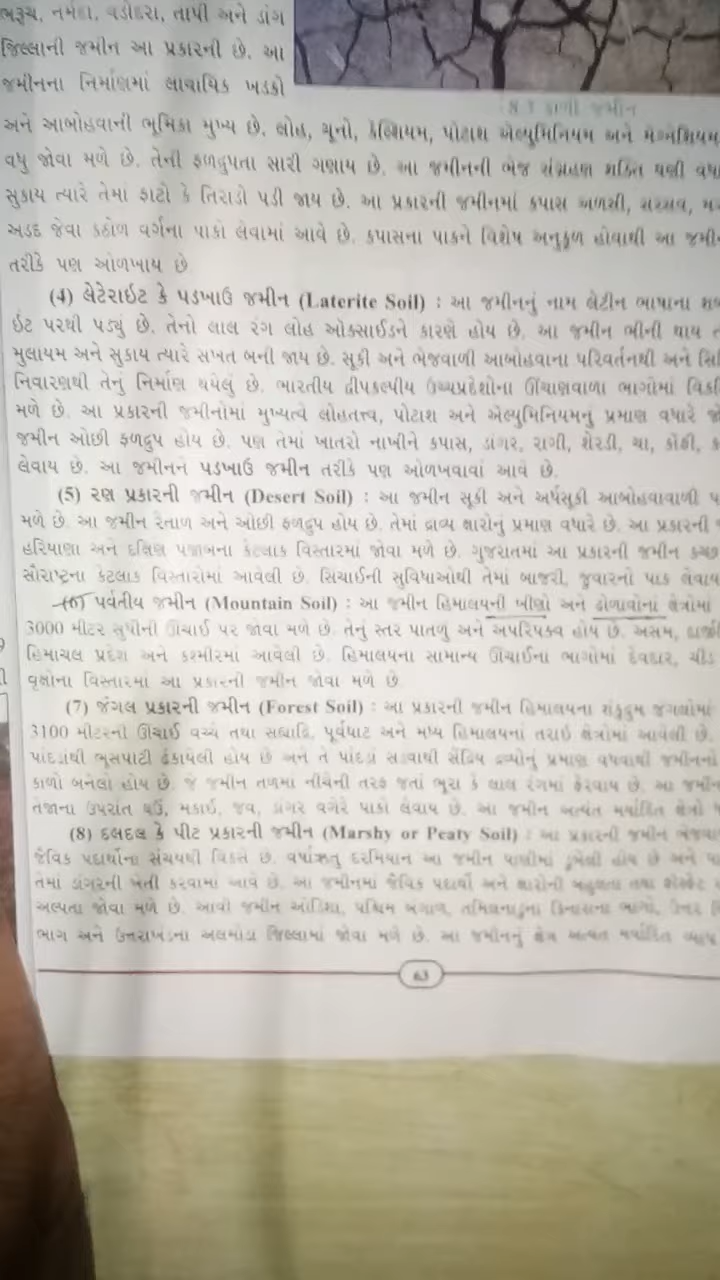 ભરૂચ, નર્મદા, વડોદરા, તાપી અને ડાંગ
જિલ્લાની જમીન આ પ્રકારની છે. આ
જમીનના નિર્માણમાં લાવાયિક ખડકો
8.1 કાળી જમીન
અને આબોહવાની ભૂમિકા મુખ્ય છે. લોહ, ચૂનો, કૅલ્શિયમ, પોટાશ એલ્યુમિનિયમ અને મૅગ્નેશિયમ
વધુ જોવા મળે છે. તેની ફળદ્રુપતા સારી ગણાય છે. આ જમીનની ભેજ સંગ્રહણ શક્તિ ઘણી
સુકાય ત્યારે તેમાં ફાટો કે તિરાડો પડી જાય છે. આ પ્રકારની જમીનમાં કપાસ અળસી, સરસવ,
અડદ જેવા કઠોળ વર્ગના પાકો લેવામાં આવે છે. કપાસના પાકને વિશેષ અનુકૂળ હોવાથી આ
તરીકે પણ ઓળખાય છે
(4) લેટેરાઈટ કે પડખાઉ જમીન (Laterite Soil) : આ જમીનનું નામ લેટીન ભાષાના
ઈંટ પરથી પડ્યું છે. તેનો લાલ રંગ લોહ ઑક્સાઈડને કારણે હોય છે. આ જમીન ભીની થાય
મુલાયમ અને સુકાય ત્યારે સખત બની જાય છે. સૂકી અને ભેજવાળી આબોહવાના પરિવર્તનથી અને
નિવારણથી તેનું નિર્માણ થયેલું છે. ભારતીય દ્વીપકલ્પીય ઉચ્ચપ્રદેશોના ઊંચાણવાળા ભાગોમાં
મળે છે. આ પ્રકારની જમીનોમાં મુખ્યત્વે લોહતત્ત્વ, પોટાશ અને એલ્યુમિનિયમનું પ્રમાણ વધારે
જમીન ઓછી ફળદ્રુપ હોય છે. પણ તેમાં ખાતરો નાખીને કપાસ, ડાંગર, રાગી, શેરડી, ચા, કૉફી,
લેવાય છે. આ જમીનને પડખાઉ જમીન તરીકે પણ ઓળખવાવાં આવે છે.
(5) રણ પ્રકારની જમીન (Desert Soil) : આ જમીન સૂકી અને અર્ધસૂકી આબોહવાવાળી
મળે છે. આ જમીન રેતાળ અને ઓછી ફળદ્રુપ હોય છે. તેમાં દ્રાવ્ય ક્ષારોનું પ્રમાણ વધારે છે. આ પ્રકારની
હરિયાણા અને દક્ષિણ પંજાબના કેટલાક વિસ્તારમાં જોવા મળે છે. ગુજરાતમાં આ પ્રકારની જમીન કચ્છ
સૌરાષ્ટ્રના કેટલાક વિસ્તારોમાં આવેલી છે. સિંચાઈની સુવિધાઓથી તેમાં બાજરી, જુવારનો પાક લેવાય
(6) પર્વતીય જમીન (Mountain Soil) : આ જમીન હિમાલયની ખીણો અને ઢોળાવોનાં ક્ષેત્રોમાં
3000 મીટર સુધીની ઊંચાઈ પર જોવા મળે છે. તેનું સ્તર પાતળુ અને અપરિપક્વ હોય છે. અસમ,
હિમાચલ પ્રદેશ અને કશ્મીરમાં આવેલી છે. હિમાલયના સામાન્ય ઊંચાઈના ભાગોમાં દેવદાર, ચીડ
વૃક્ષોના વિસ્તારમાં આ પ્રકારની જમીન જોવા મળે છે.
(7) જંગલ પ્રકારની જમીન (Forest Soil) : આ પ્રકારની જમીન હિમાલયના શંકુદ્રુમ જંગલોમાં
3100 મીટરની ઊંચાઈ વચ્ચે તથા સહ્યાદ્રિ, પૂર્વઘાટ અને મધ્ય હિમાલયનાં તરાઈ ક્ષેત્રોમાં આવેલી છે.
પાંદડાંથી ભૂસપાટી ઢંકાયેલી હોય છે અને તે પાંદડાં સડવાથી સેંદ્રિય દ્રવ્યોનું પ્રમાણ વધવાથી જમીનનો
કાળો બનેલો હોય છે. જે જમીન તળમાં નીચેની તરફ જતાં ભૂરા કે લાલ રંગમાં ફેરવાય છે. આ
તેજાના ઉપરાંત ઘઉં, મકાઈ, જવ, ડાંગર વગેરે પાકો લેવાય છે. આ જમીન અત્યંત મર્યાદિત ક્ષેત્રો
(8) દલદલ કે પીટ પ્રકારની જમીન (Marshy or Peaty Soil) : આ પ્રકારની જમીન
જૈવિક પદાર્થોના સંચયથી વિકસે છે. વર્ષાઋતુ દરમિયાન આ જમીન પાણીમાં ડૂબેલી હોય છે અને
તેમાં ડાંગરની ખેતી કરવામાં આવે છે. આ જમીનમાં જૈવિક પદાર્થો અને ક્ષારોની બહુલતા તથા ફૉસ્ફેટ
અલ્પતા જોવા મળે છે. આવી જમીન ઓડિશા, પશ્ચિમ બંગાળ, તમિલનાડુના કિનારાના ભાગો, ઉત્તર
ભાગ અને ઉત્તરાખંડના અલમોડા જિલ્લામાં જોવા મળે છે. આ જમીનનું ક્ષેત્ર અત્યંત મર્યાદિત
63